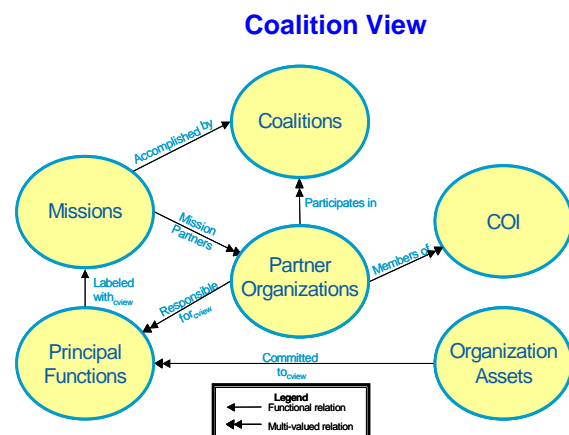 Coalition View
Coalitions
Accomplished by
Missions
Participates in
Mission
Partners
COI
Partner
Organizations
Members of
Labeled
with cview
Responsible
for cview
Principal
Functions
Committed
to cview
Organization
Assets
Legend
Functional relation
Multi-valued relation